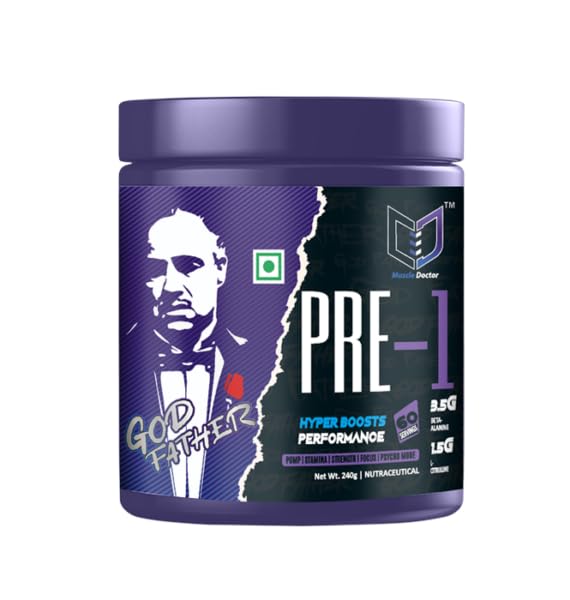 TM
Muscle Doctor
PRE-1
GOD
FATHER
HYPER BOOSTS
PERFORMANCE
60
SERVINGS
3.5G
BETA-
ALANINE
1.5G
L-
CITRULLINE
PUMP | STAMINA | STRENGTH | FOCUS | PSYCHO MODE
Net Wt. 240g | NUTRACEUTICAL